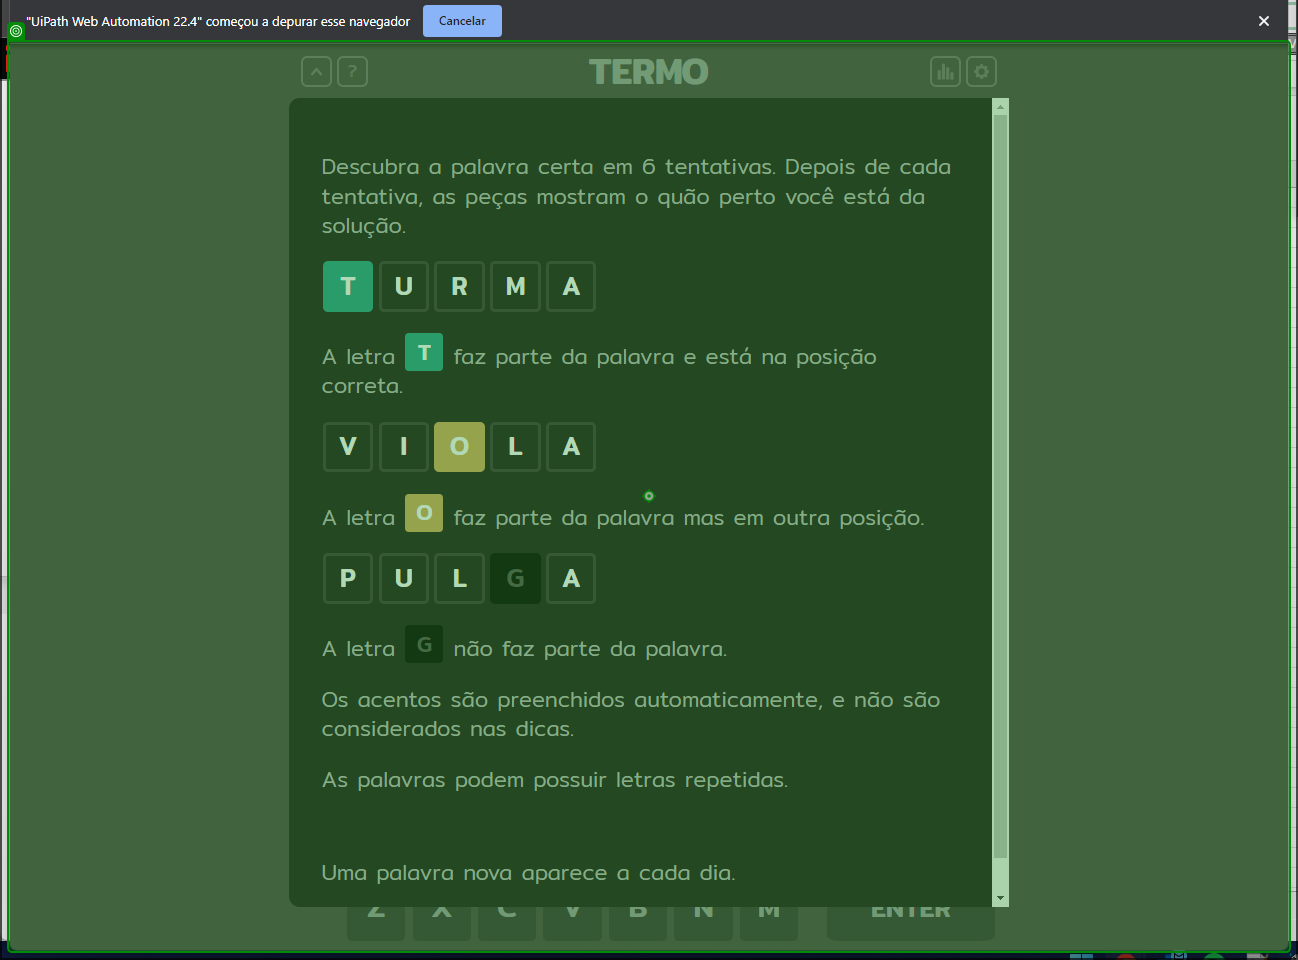 "UiPath Web Automation 22.4" começou a depurar esse navegador Cancelar
?
TERMO
Descubra a palavra certa em 6 tentativas. Depois de cada
tentativa, as peças mostram o quão perto você está da
solução.
T U R M A
A letra T faz parte da palavra e está na posição
correta.
V I O L A
A letra O faz parte da palavra mas em outra posição.
P U L G A
A letra G não faz parte da palavra.
Os acentos são preenchidos automaticamente, e não são
considerados nas dicas.
As palavras podem possuir letras repetidas.
Uma palavra nova aparece a cada dia.
Z X C V B N M ENTER